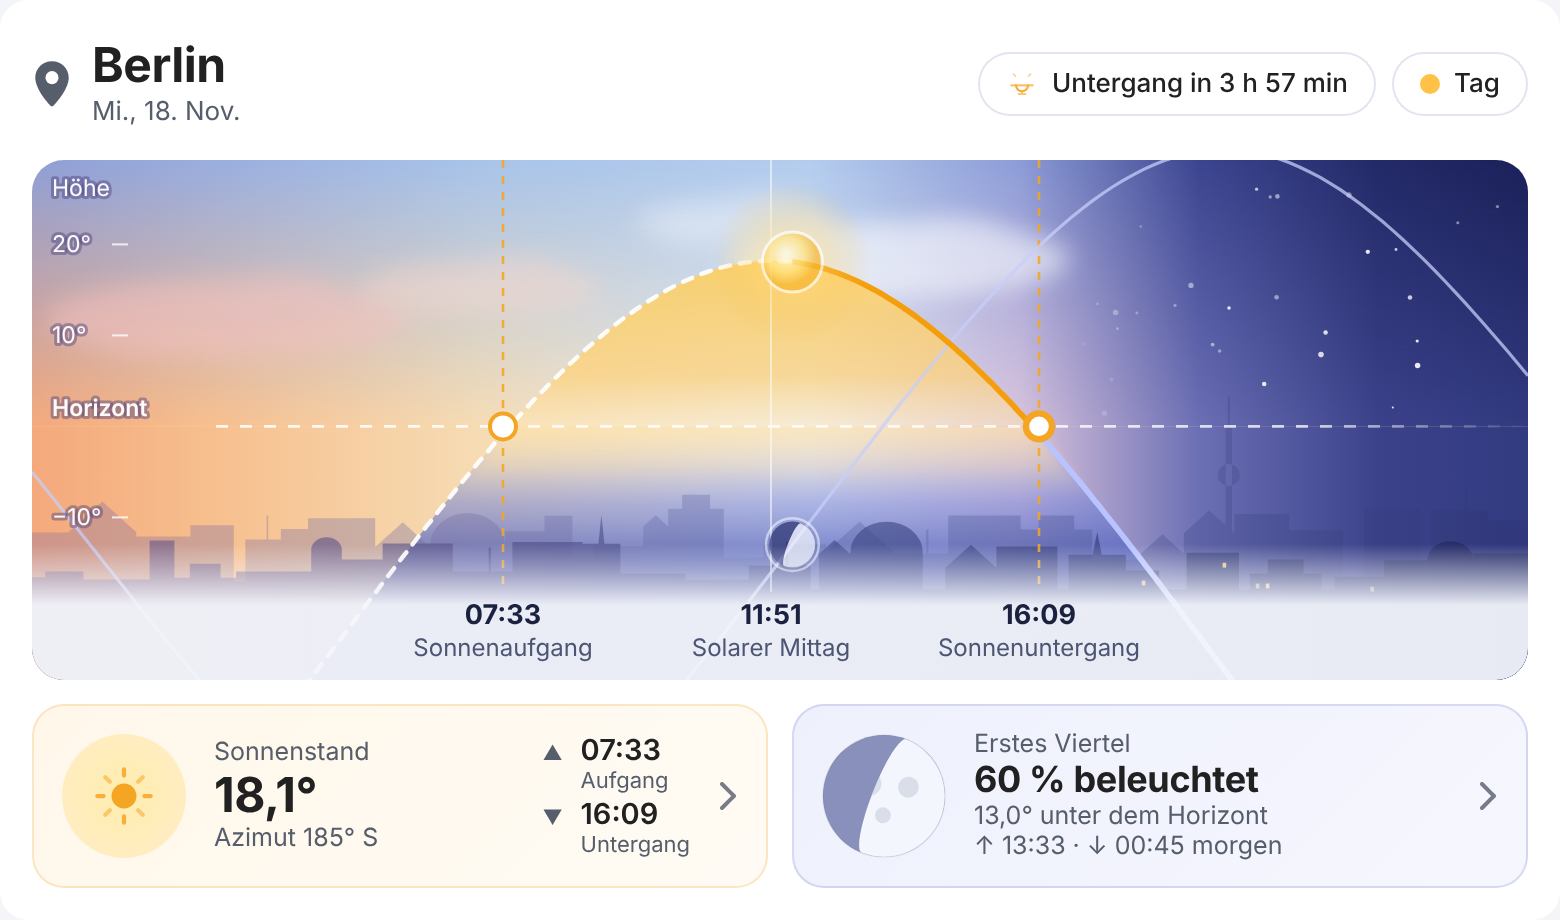 Berlin
Mi., 18. Nov.
Untergang in 3 h 57 min
Tag
Höhe
20°
10°
Horizont
−10°
07:33
Sonnenaufgang
11:51
Solarer Mittag
16:09
Sonnenuntergang
Sonnenstand
18,1°
Azimut 185° S
▲ 07:33
Aufgang
▼ 16:09
Untergang
Erstes Viertel
60 % beleuchtet
13,0° unter dem Horizont
↑ 13:33 · ↓ 00:45 morgen